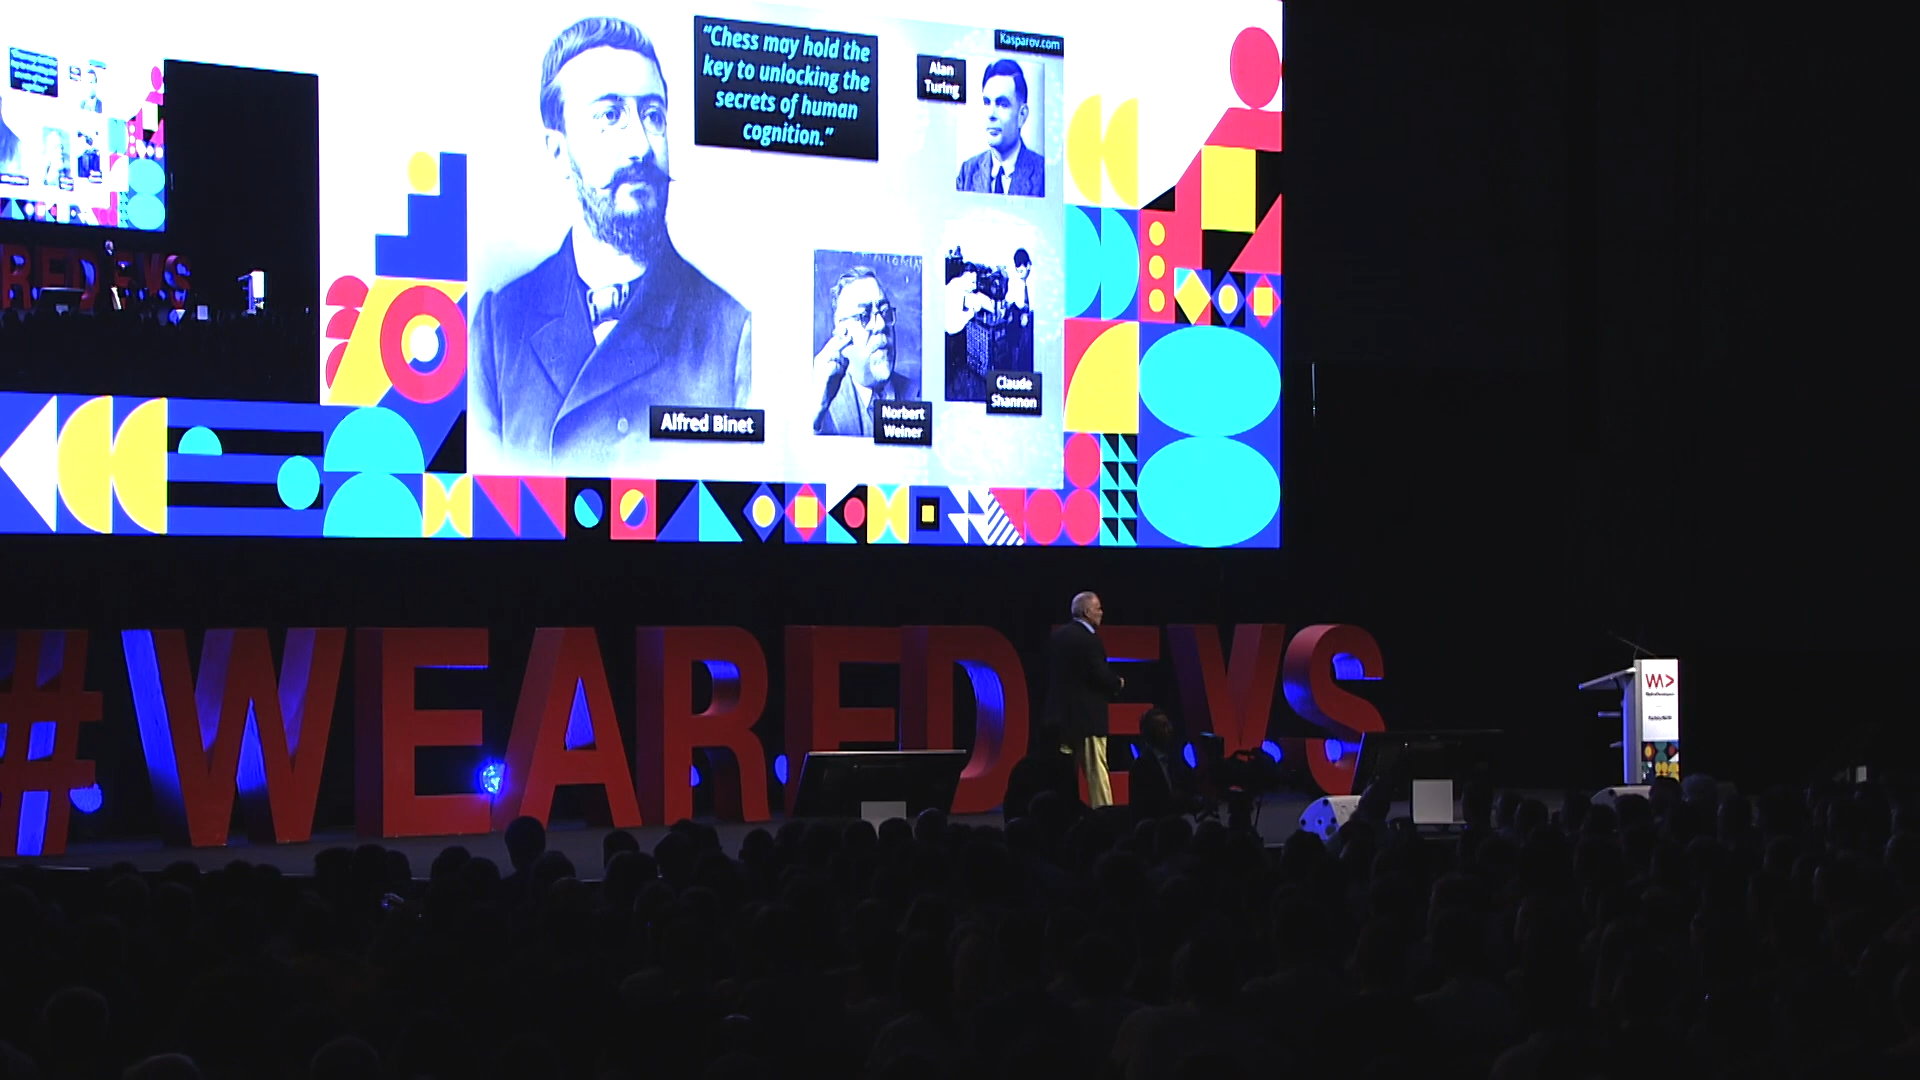 "Chess may hold the
key to unlocking the
secrets of human
cognition."
Kasparov.com
Alan
Turing
Alfred Binet
Norbert
Weiner
Claude
Shannon
#WEAREDEVS